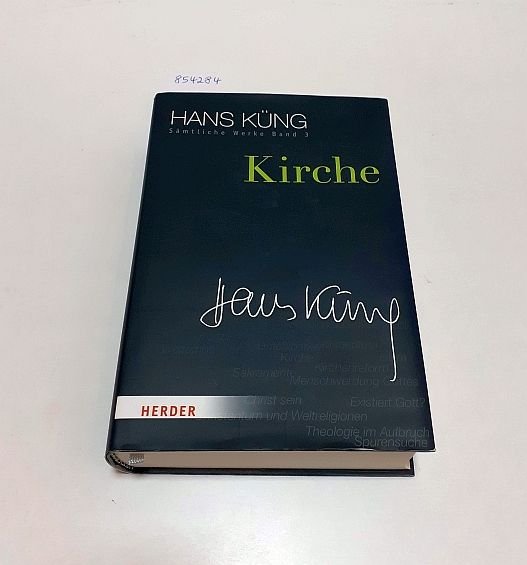 854284
HANS KÜNG
Sämtliche Werke Band 3
Kirche
Hans Küng
Kirche
Kirchenreform
Sakramente
Menschwerdung Gottes
Christ sein
Existiert Gott?
und Weltreligionen
Theologie im Aufbruch
Spurensuche
HERDER